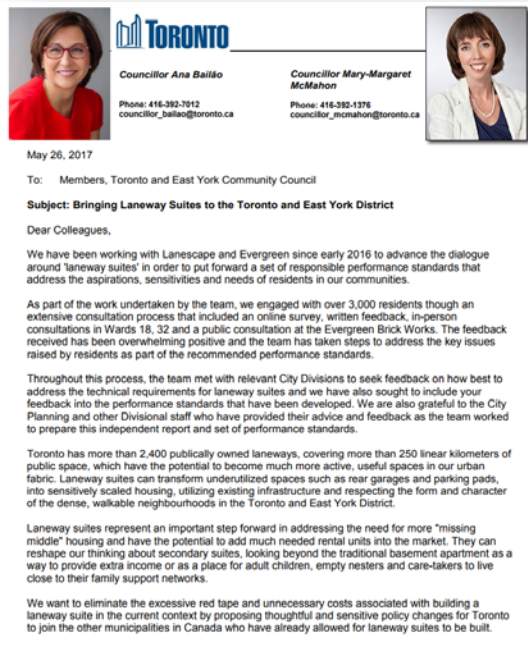 TORONTO
Councillor Ana Bailão
Councillor Mary-Margaret
McMahon
Phone: 416-392-7012
councillor_bailao@toronto.ca
Phone: 416-392-1376
councillor_mcmahon@toronto.ca
May 26, 2017
To: Members, Toronto and East York Community Council
Subject: Bringing Laneway Suites to the Toronto and East York District
Dear Colleagues,
We have been working with Lanescape and Evergreen since early 2016 to advance the dialogue
around 'laneway suites' in order to put forward a set of responsible performance standards that
address the aspirations, sensitivities and needs of residents in our communities.
As part of the work undertaken by the team, we engaged with over 3,000 residents though an
extensive consultation process that included an online survey, written feedback, in-person
consultations in Wards 18, 32 and a public consultation at the Evergreen Brick Works. The feedback
received has been overwhelming positive and the team has taken steps to address the key issues
raised by residents as part of the recommended performance standards.
Throughout this process, the team met with relevant City Divisions to seek feedback on how best to
address the technical requirements for laneway suites and we have also sought to include your
feedback into the performance standards that have been developed. We are also grateful to the City
Planning and other Divisional staff who have provided their advice and feedback as the team worked
to prepare this independent report and set of performance standards.
Toronto has more than 2,400 publically owned laneways, covering more than 250 linear kilometers of
public space, which have the potential to become much more active, useful spaces in our urban
fabric. Laneway suites can transform underutilized spaces such as rear garages and parking pads,
into sensitively scaled housing, utilizing existing infrastructure and respecting the form and character
of the dense, walkable neighbourhoods in the Toronto and East York District.
Laneway suites represent an important step forward in addressing the need for more "missing
middle" housing and have the potential to add much needed rental units into the market. They can
reshape our thinking about secondary suites, looking beyond the traditional basement apartment as a
way to provide extra income or as a place for adult children, empty nesters and care-takers to live
close to their family support networks.
We want to eliminate the excessive red tape and unnecessary costs associated with building a
laneway suite in the current context by proposing thoughtful and sensitive policy changes for Toronto
to join the other municipalities in Canada who have already allowed for laneway suites to be built.